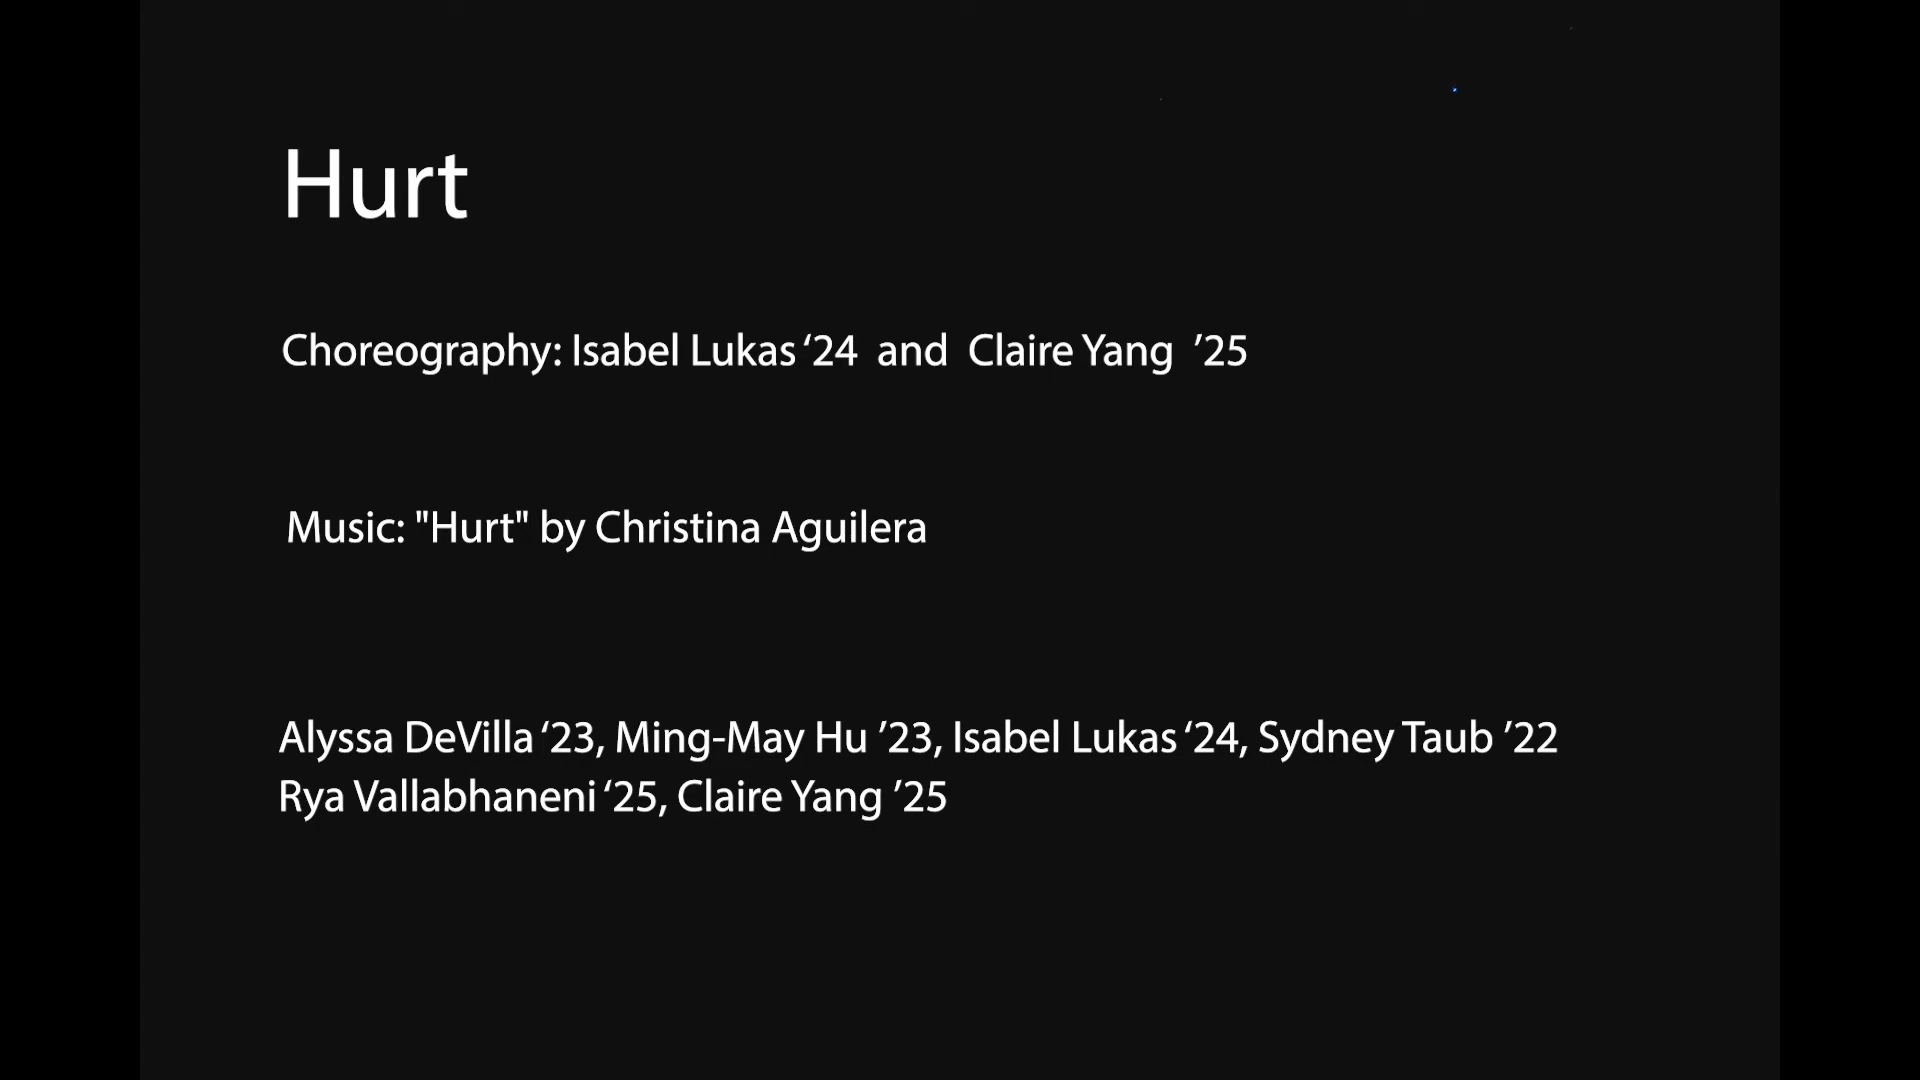 Hurt
Choreography: Isabel Lukas ‘24 and Claire Yang ’25
Music: "Hurt" by Christina Aguilera
Alyssa DeVilla ‘23, Ming-May Hu ’23, Isabel Lukas ‘24, Sydney Taub ’22
Rya Vallabhaneni ‘25, Claire Yang ’25